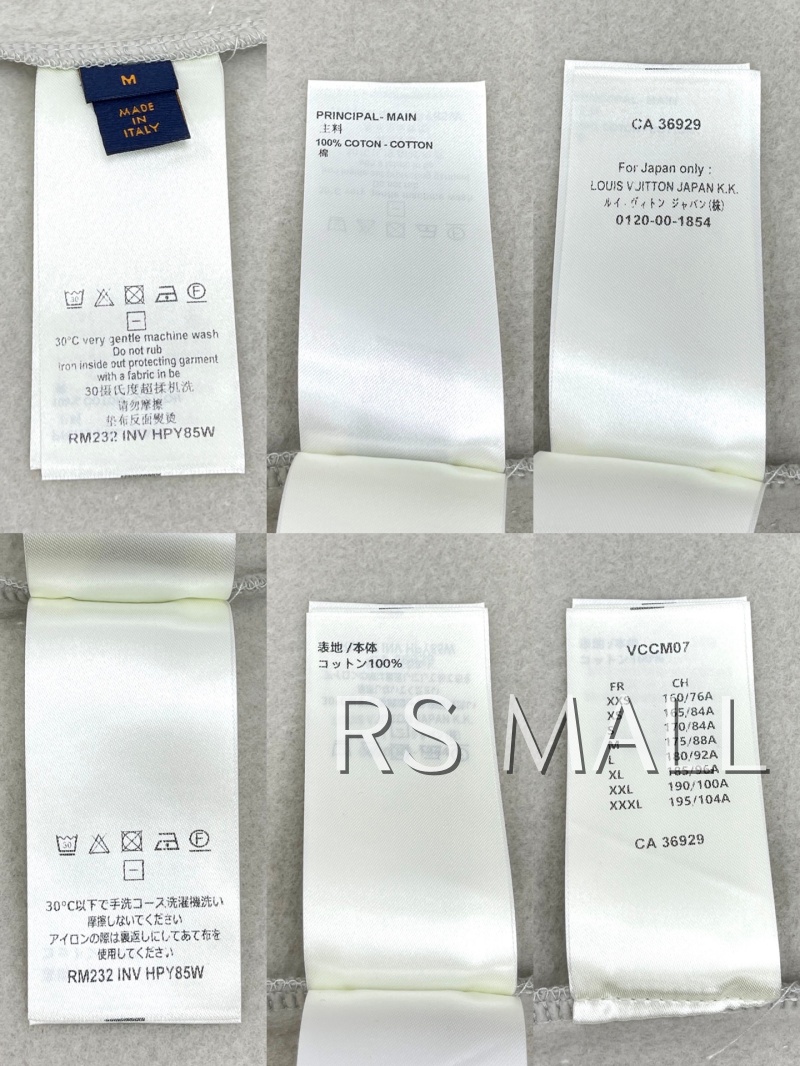 M
MADE
IN
ITALY
30
F
30°C very gentle machine wash
Do not rub
Iron inside out protecting garment
with a fabric in be
30摄氏度超揉机洗
请勿摩擦
垫布反面熨烫
RM232 INV HPY85W
PRINCIPAL- MAIN
主料
100% COTON - COTTON
棉
CA 36929
For Japan only :
LOUIS VUITTON JAPAN K.K.
ルイ・ヴィトン ジャパン(株)
0120-00-1854
30
F
30°C以下で手洗コース洗濯機洗い
摩擦しないでください
アイロンの際は裏返しにしてあて布を
使用してください
RM232 INV HPY85W
表地/本体
コットン100%
VCCM07
FR CH
XXS 160/76A
XS 165/84A
S 170/84A
M 175/88A
L 180/92A
XL 185/96A
XXL 190/100A
XXXL 195/104A
CA 36929
RS MALL